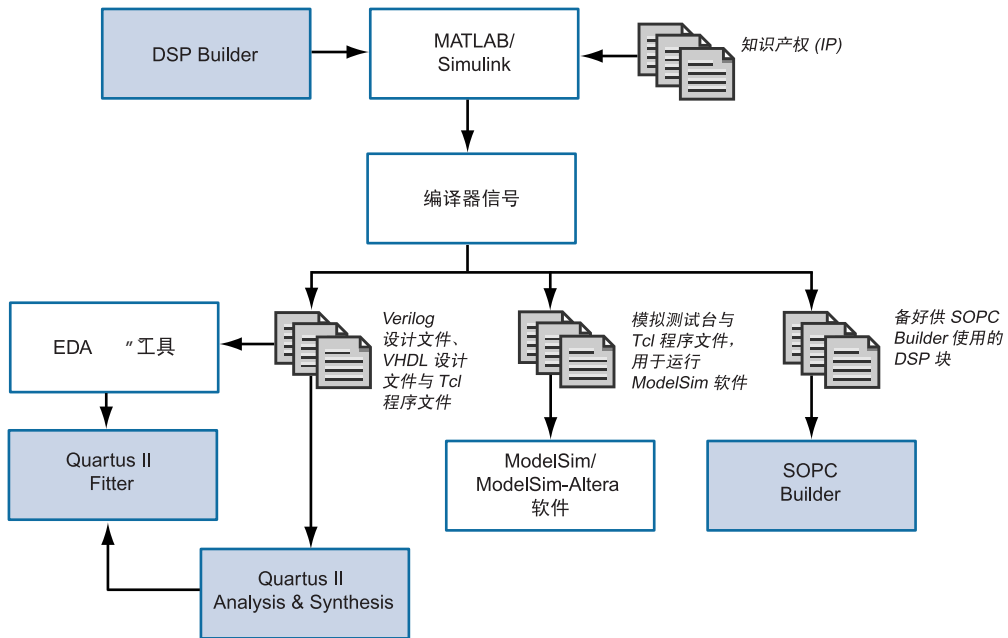 DSP Builder
MATLAB/
Simulink
知识产权 (IP)
编译器信号
Verilog
设计文件、
VHDL 设计
文件与 Tcl
程序文件
模拟测试台与
Tcl 程序文件,
用于运行
ModelSim 软件
备好供 SOPC
Builder 使用的
DSP 块
EDA 〃工具
Quartus II
Fitter
ModelSim/
ModelSim-Altera
软件
SOPC
Builder
Quartus II
Analysis & Synthesis